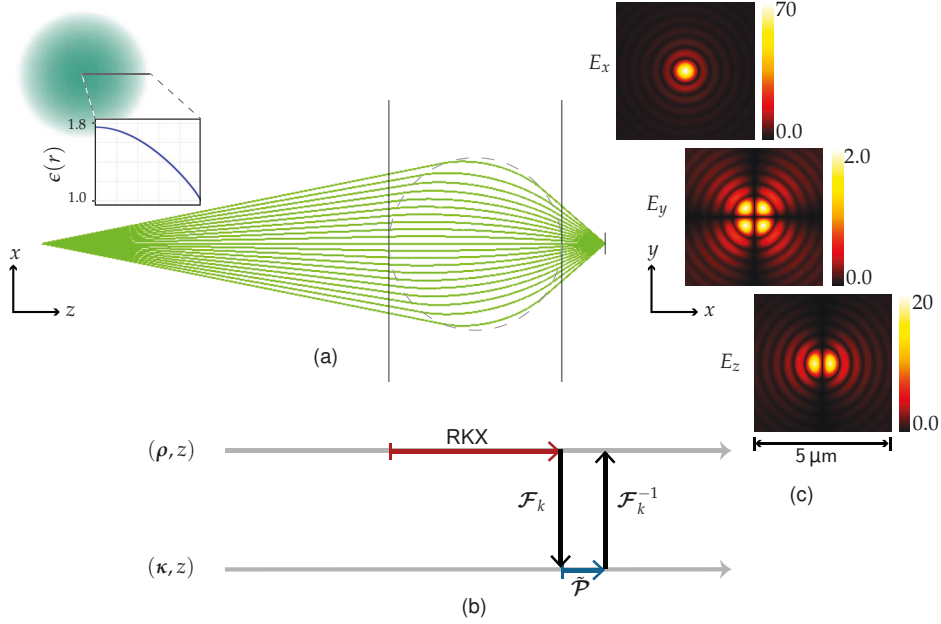 1.8
ϵ(r)
1.0
x
z
(a)
E_x
70
0.0
E_y
2.0
0.0
y
x
E_z
20
0.0
5 μm
(c)
(ρ, z)
RKX
ℱ_k
ℱ_k^{-1}
(κ, z)
𝒫̃
(b)